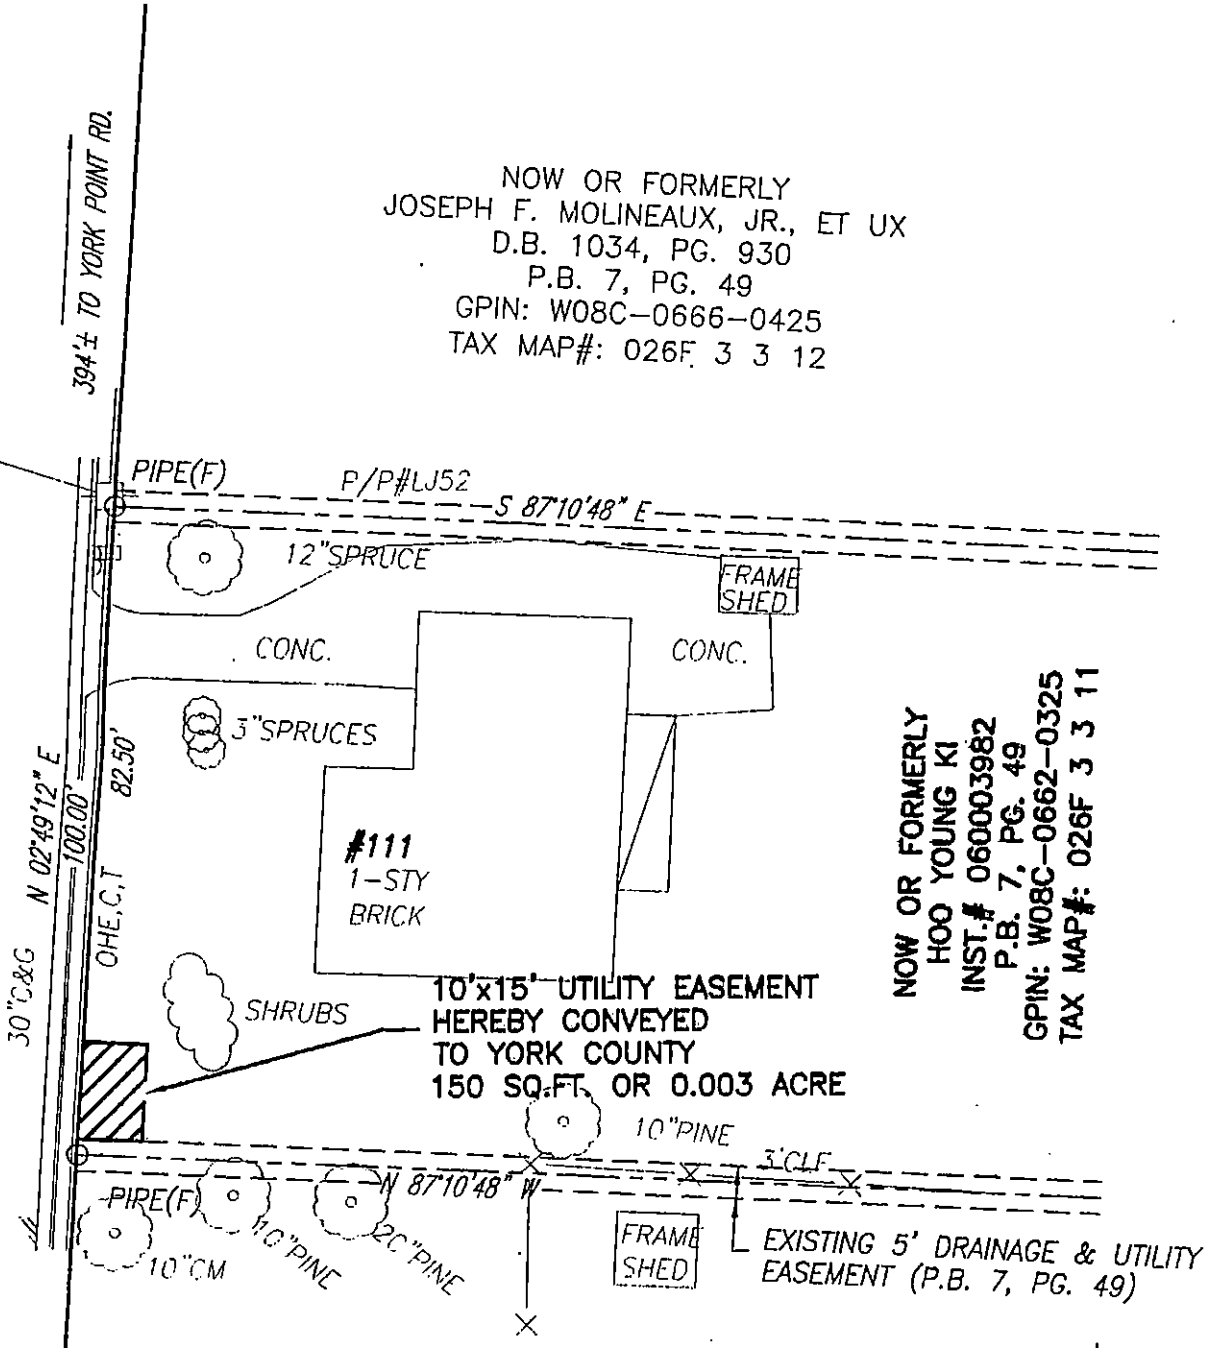 394'± TO YORK POINT RD.
NOW OR FORMERLY
JOSEPH F. MOLINEAUX, JR., ET UX
D.B. 1034, PG. 930
P.B. 7, PG. 49
GPIN: W08C-0666-0425
TAX MAP#: 026F 3 3 12
PIPE(F)
P/P#LJ52
S 87°10'48" E
12"SPRUCE
FRAME
SHED
CONC.
CONC.
3"SPRUCES
N 02°49'12" E
100.00'
82.50'
OHE,C,T
30"C&G
#111
1-STY
BRICK
NOW OR FORMERLY
HOO YOUNG KI
INST.# 060003982
P.B. 7, PG. 49
GPIN: W08C-0662-0325
TAX MAP#: 026F 3 3 11
SHRUBS
10'x15' UTILITY EASEMENT
HEREBY CONVEYED
TO YORK COUNTY
150 SQ.FT. OR 0.003 ACRE
10"PINE
3'CLF
N 87°10'48" W
PIPE(F)
10"CM
10"PINE
20"PINE
FRAME
SHED
EXISTING 5' DRAINAGE & UTILITY
EASEMENT (P.B. 7, PG. 49)